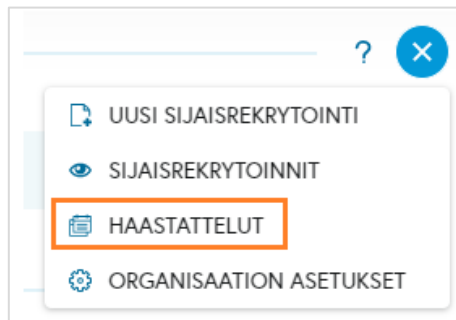 ?
UUSI SIJAISREKRYTOINTI
SIJAISREKRYTOINNIT
HAASTATTELUT
ORGANISAATION ASETUKSET